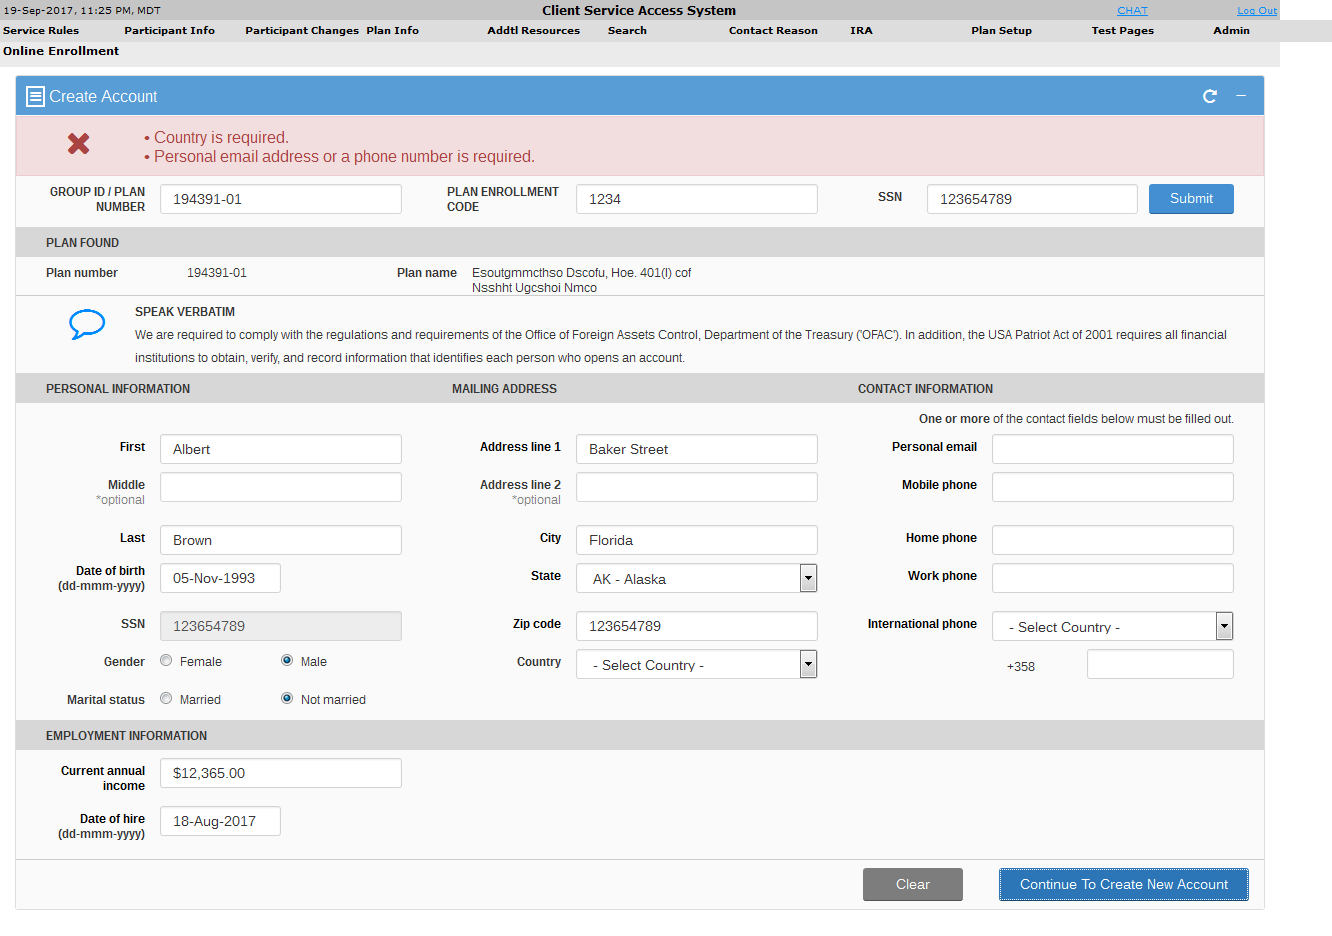 19-Sep-2017, 11:25 PM, MDT Client Service Access System CHAT Log Out
Service Rules Participant Info Participant Changes Plan Info Addtl Resources Search Contact Reason IRA Plan Setup Test Pages Admin
Online Enrollment
Create Account
• Country is required.
• Personal email address or a phone number is required.
GROUP ID / PLAN NUMBER 194391-01 PLAN ENROLLMENT CODE 1234 SSN 123654789 Submit
PLAN FOUND
Plan number 194391-01 Plan name Esoutgmmcthso Dscofu, Hoe. 401(l) cof
Nsshht Ugcshoi Nmco
SPEAK VERBATIM
We are required to comply with the regulations and requirements of the Office of Foreign Assets Control, Department of the Treasury ('OFAC'). In addition, the USA Patriot Act of 2001 requires all financial
institutions to obtain, verify, and record information that identifies each person who opens an account.
PERSONAL INFORMATION MAILING ADDRESS CONTACT INFORMATION
One or more of the contact fields below must be filled out.
First Albert Address line 1 Baker Street Personal email
Middle Address line 2 Mobile phone
*optional *optional
Last Brown City Florida Home phone
Date of birth 05-Nov-1993 State AK - Alaska Work phone
(dd-mmm-yyyy)
SSN 123654789 Zip code 123654789 International phone - Select Country -
Gender Female Male Country - Select Country - +358
Marital status Married Not married
EMPLOYMENT INFORMATION
Current annual $12,365.00
income
Date of hire 18-Aug-2017
(dd-mmm-yyyy)
Clear Continue To Create New Account